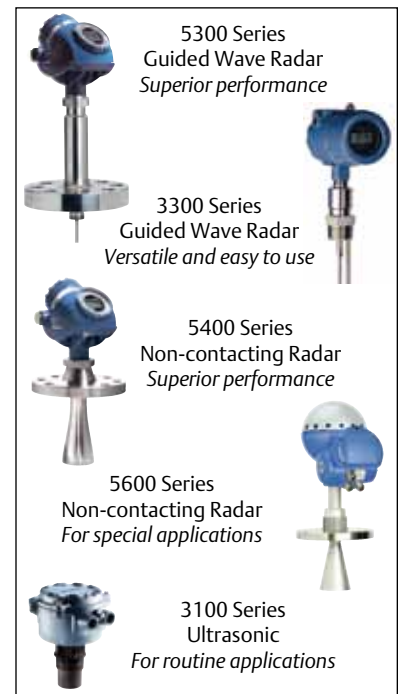 5300 Series
Guided Wave Radar
Superior performance
3300 Series
Guided Wave Radar
Versatile and easy to use
5400 Series
Non-contacting Radar
Superior performance
5600 Series
Non-contacting Radar
For special applications
3100 Series
Ultrasonic
For routine applications